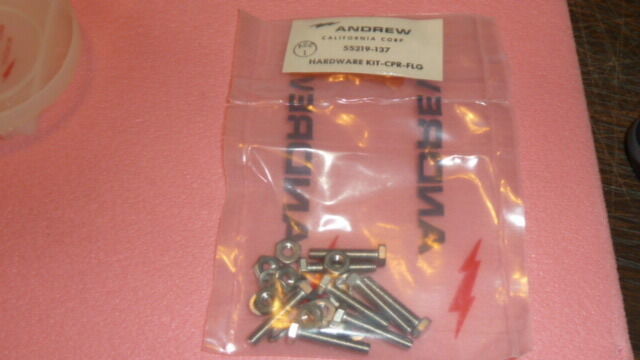 ANDREW
CALIFORNIA CORP
55219-137
HARDWARE KIT-CPR-FLG
ANDREW
ANDREW